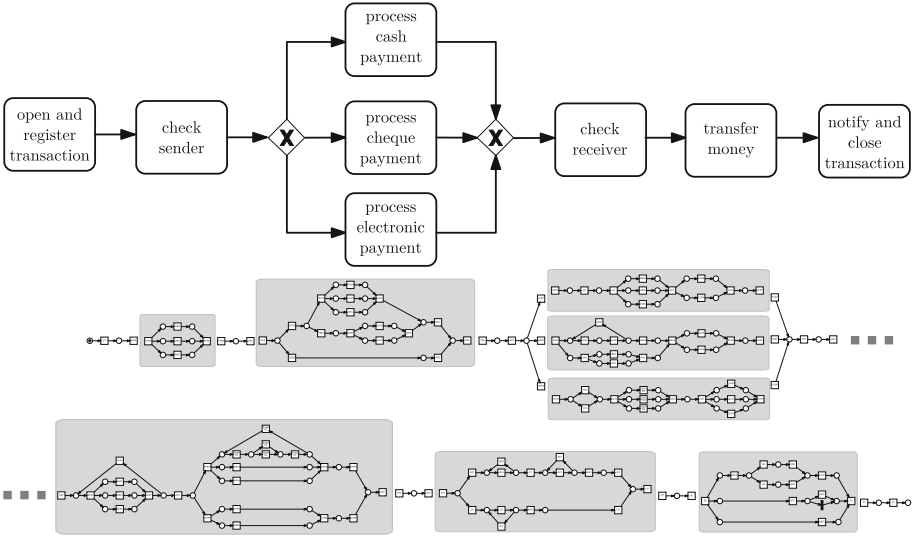 open and
register
transaction
check
sender
X
process
cash
payment
process
cheque
payment
process
electronic
payment
X
check
receiver
transfer
money
notify and
close
transaction